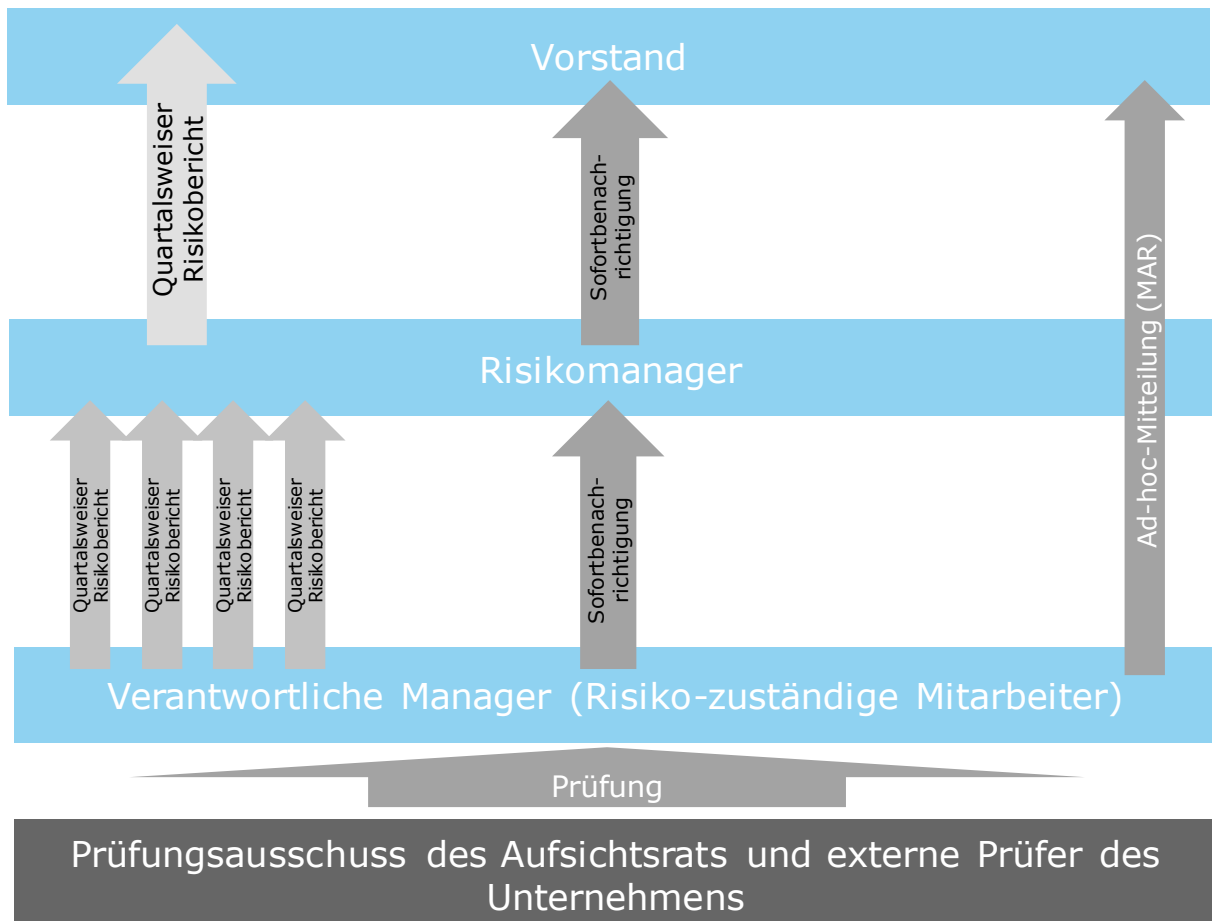 Vorstand
Quartalsweiser
Risikobericht
Sofortbenach-
richtigung
Ad-hoc-Mitteilung (MAR)
Risikomanager
Quartalsweiser
Risikobericht
Quartalsweiser
Risikobericht
Quartalsweiser
Risikobericht
Quartalsweiser
Risikobericht
Sofortbenach-
richtigung
Verantwortliche Manager (Risiko-zuständige Mitarbeiter)
Prüfung
Prüfungsausschuss des Aufsichtsrats und externe Prüfer des
Unternehmens